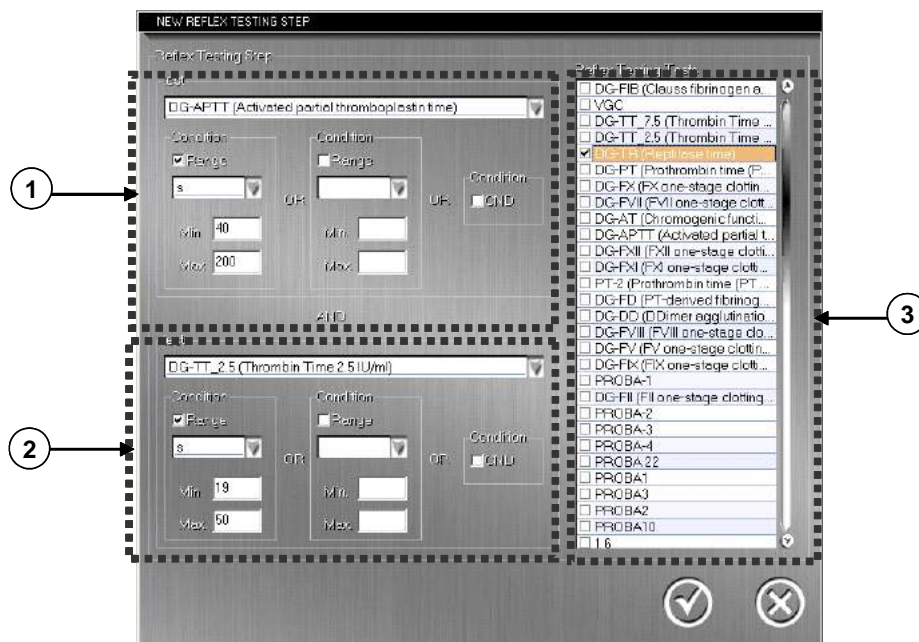 NEW REFLEX TESTING STEP
Reflex Testing Step
Test
DG-APTT (Activated partial thromboplastin time)
Condition
Range
s
Min. 40
Max. 200
OR
Condition
Range
Min.
Max.
OR
Condition
CND
AND
Test
DG-TT_2.5 (Thrombin Time 2.5 IU/ml)
Condition
Range
s
Min. 19
Max. 50
OR
Condition
Range
Min.
Max.
OR
Condition
CND
Reflex Testing Tests
DG-FIB (Clauss fibrinogen a...
VGC
DG-TT_7.5 (Thrombin Time ...
DG-TT_2.5 (Thrombin Time ...
DG-TR (Reptilase time)
DG-PT (Prothrombin time (P...
DG-FX (FX one-stage clottin...
DG-FVII (FVII one-stage clott...
DG-AT (Chromogenic functi...
DG-APTT (Activated partial t...
DG-FXII (FXII one-stage clotti...
DG-FXI (FXI one-stage clotti...
PT-2 (Prothrombin time (PT ...
DG-FD (PT-derived fibrinog...
DG-DD (DDimer agglutinatio...
DG-FVIII (FVIII one-stage clo...
DG-FV (FV one-stage clottin...
DG-FIX (FIX one-stage clotti...
PROBA-1
DG-FII (FII one-stage clotting ...
PROBA-2
PROBA-3
PROBA-4
PROBA 22
PROBA1
PROBA3
PROBA2
PROBA10
1.6
1
2
3